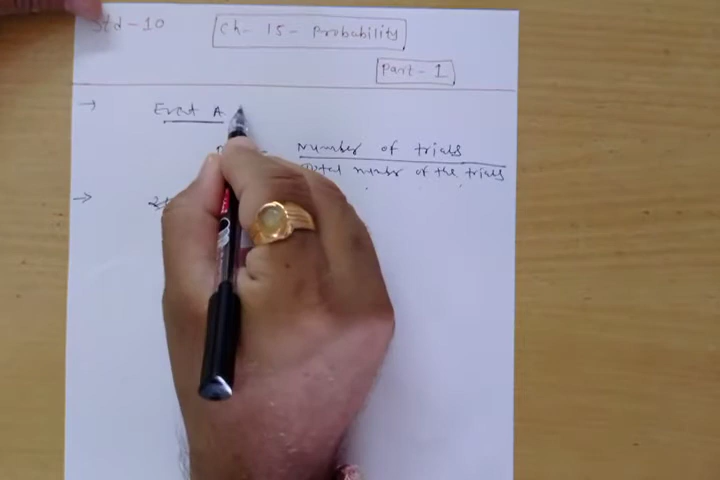 Std-10
Ch- 15- Probability
Part- 1
→ Event A
Number of trials
Total number of the trials
→